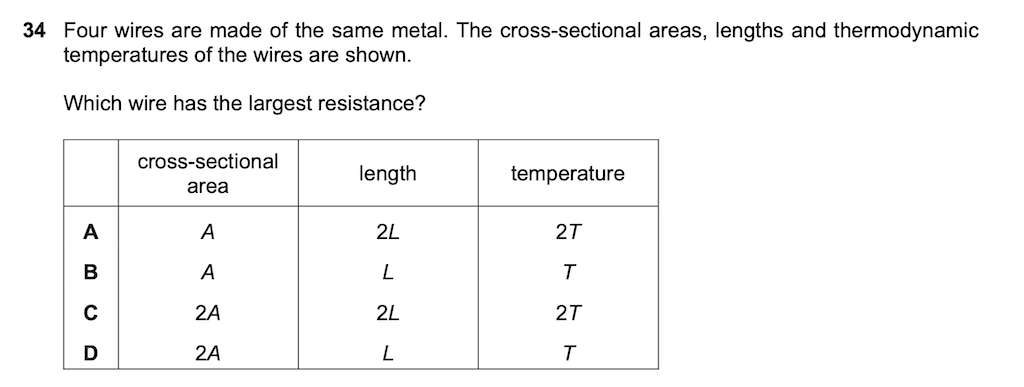 34 Four wires are made of the same metal. The cross-sectional areas, lengths and thermodynamic
temperatures of the wires are shown.
Which wire has the largest resistance?
cross-sectional area length temperature
A A 2L 2T
B A L T
C 2A 2L 2T
D 2A L T